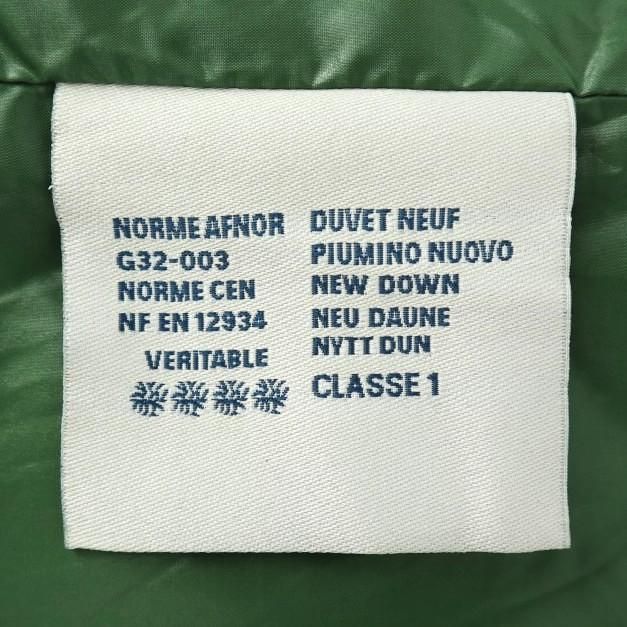 NORME AFNOR
G32-003
NORME CEN
NF EN 12934
VERITABLE
DUVET NEUF
PIUMINO NUOVO
NEW DOWN
NEU DAUNE
NYTT DUN
CLASSE 1